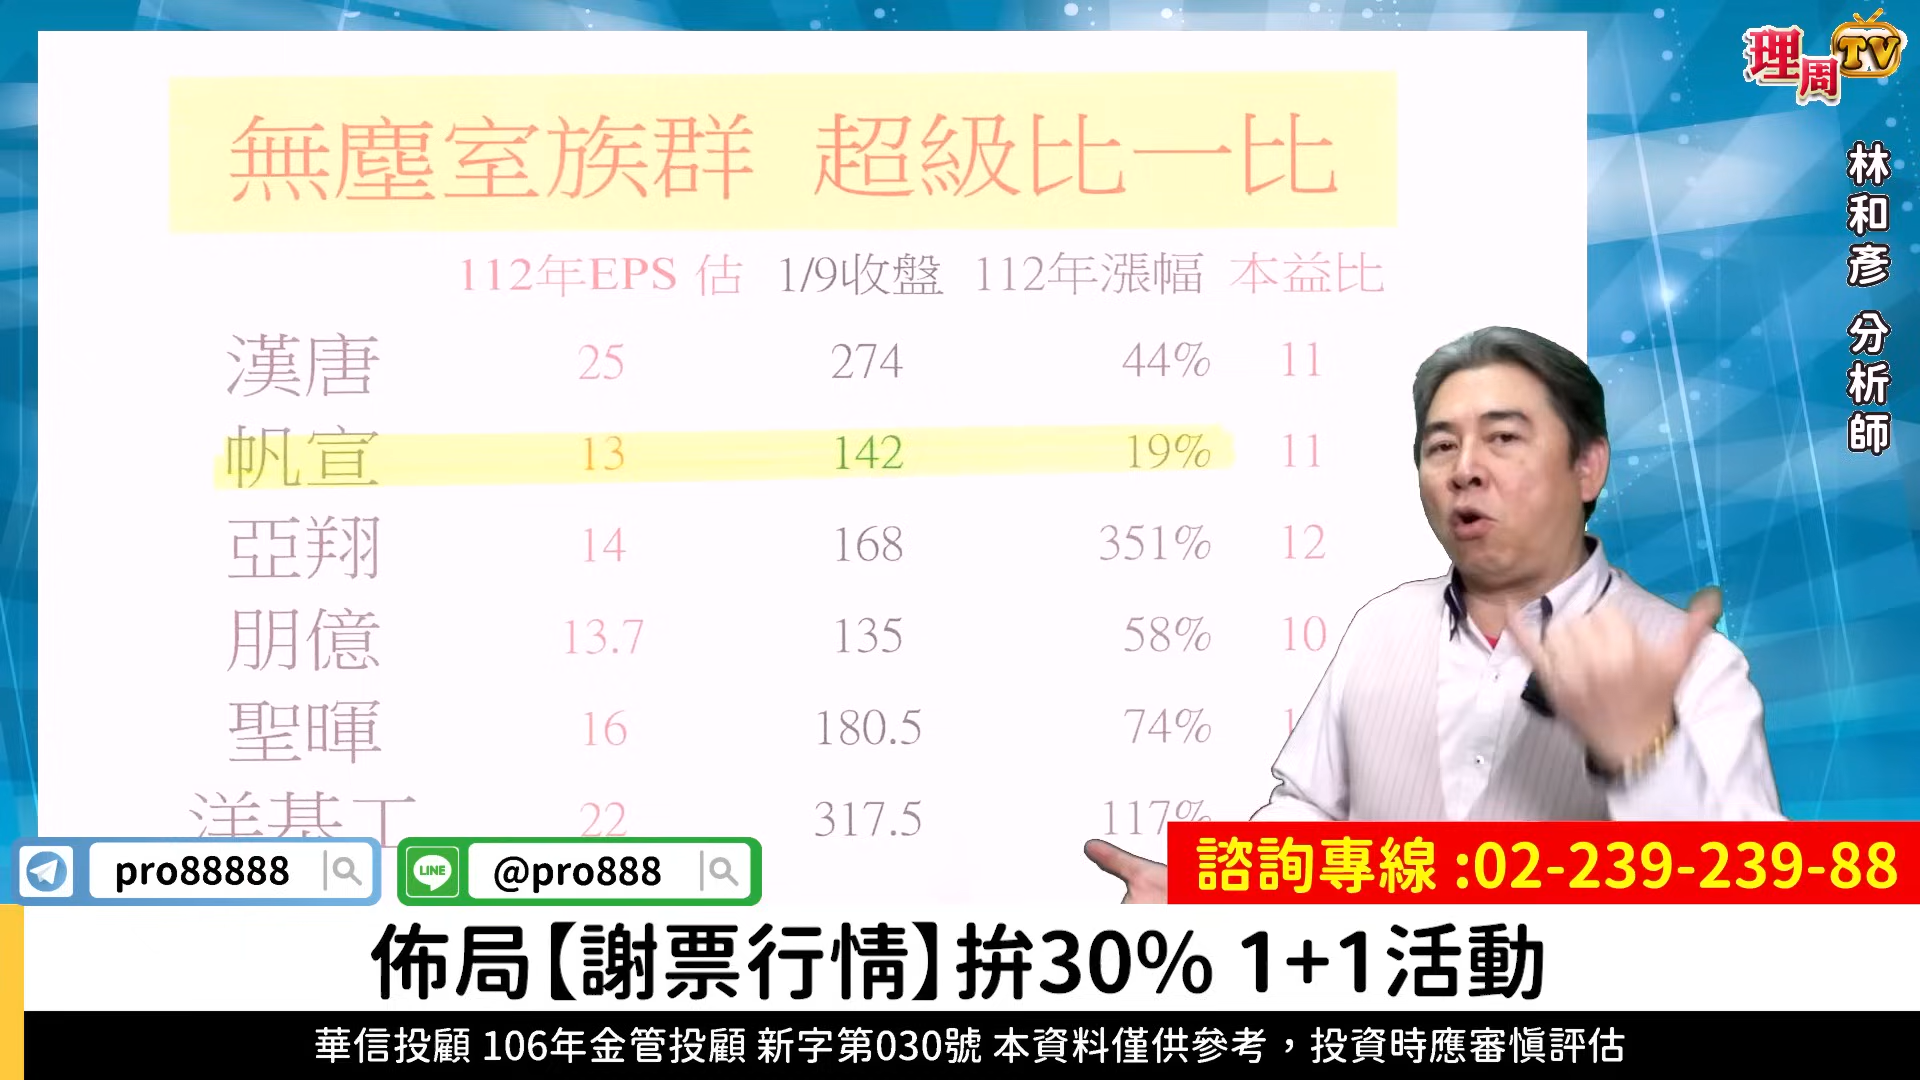 理周TV
林和彥 分析師
無塵室族群 超級比一比
112年EPS 估 1/9收盤 112年漲幅 本益比
漢唐 25 274 44% 11
帆宣 13 142 19% 11
亞翔 14 168 351% 12
朋億 13.7 135 58% 10
聖暉 16 180.5 74%
洋基工 22 317.5 117%
pro88888
LINE @pro888
諮詢專線:02-239-239-88
佈局【謝票行情】拚30% 1+1活動
華信投顧 106年金管投顧 新字第030號 本資料僅供參考，投資時應審慎評估